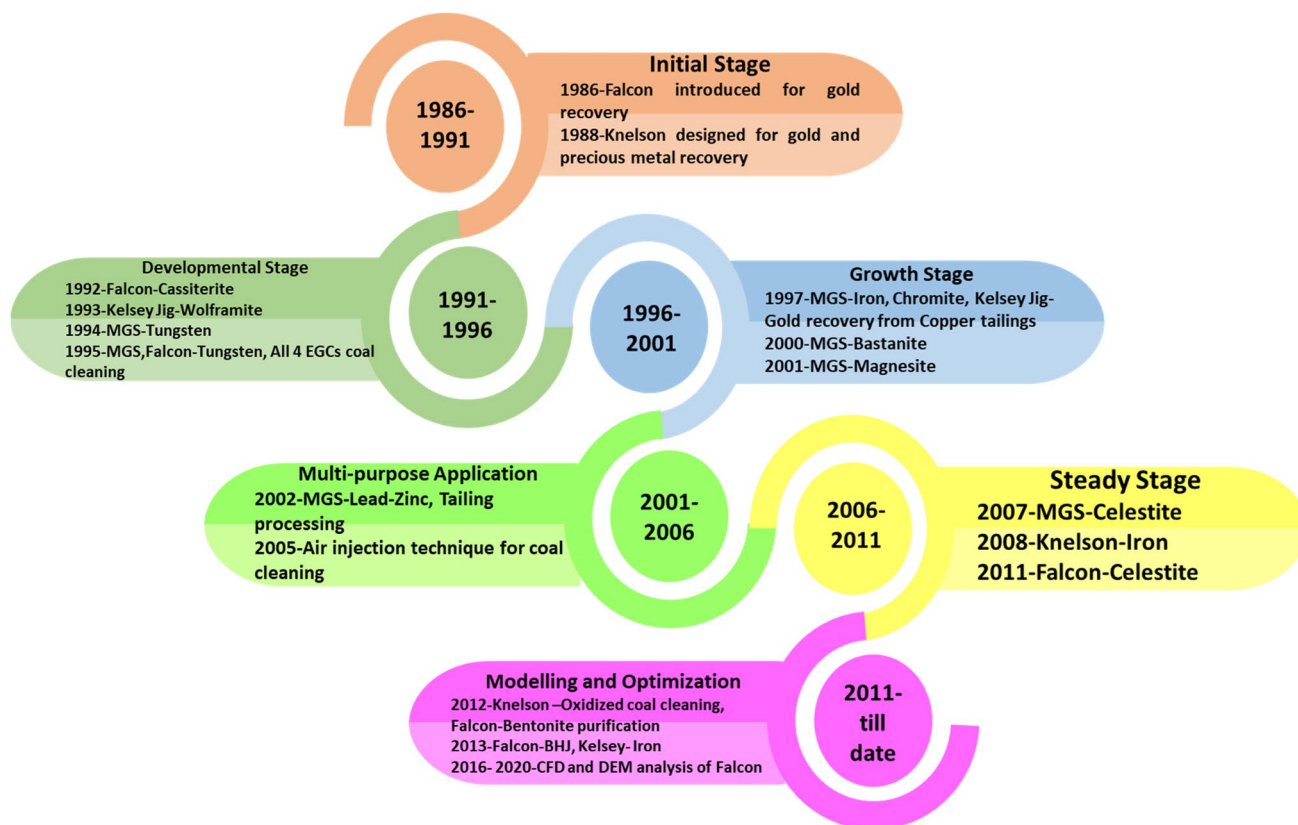 1986-
1991
Initial Stage
1986-Falcon introduced for gold
recovery
1988-Knelson designed for gold and
precious metal recovery
Developmental Stage
1992-Falcon-Cassiterite
1993-Kelsey Jig-Wolframite
1994-MGS-Tungsten
1995-MGS,Falcon-Tungsten, All 4 EGCs coal
cleaning
1991-
1996
1996-
2001
Growth Stage
1997-MGS-Iron, Chromite, Kelsey Jig-
Gold recovery from Copper tailings
2000-MGS-Bastanite
2001-MGS-Magnesite
Multi-purpose Application
2002-MGS-Lead-Zinc, Tailing
processing
2005-Air injection technique for coal
cleaning
2001-
2006
2006-
2011
Steady Stage
2007-MGS-Celestite
2008-Knelson-Iron
2011-Falcon-Celestite
Modelling and Optimization
2012-Knelson –Oxidized coal cleaning,
Falcon-Bentonite purification
2013-Falcon-BHJ, Kelsey- Iron
2016- 2020-CFD and DEM analysis of Falcon
2011-
till
date